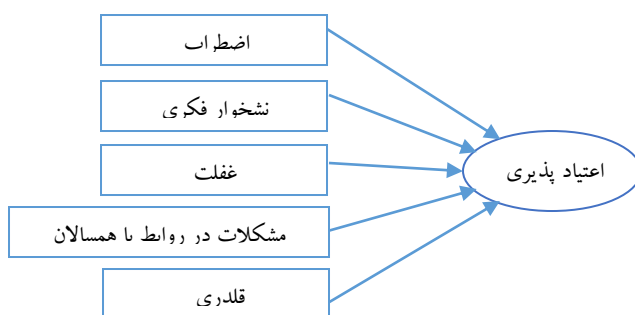 اضطراب
نشخوار فکری
غفلت
اعتیاد پذیری
مشکلات در روابط با همسالان
قلدری